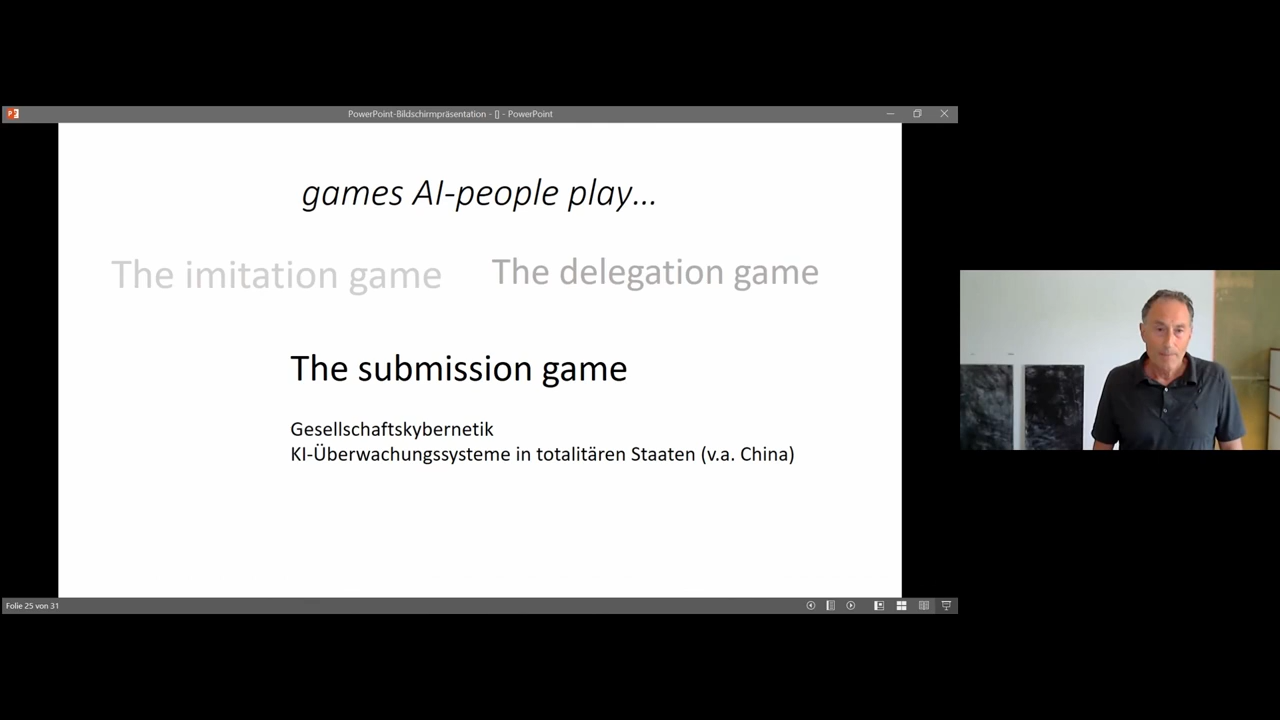 PowerPoint-Bildschirmpräsentation - [] - PowerPoint
games AI-people play...
The imitation game
The delegation game
The submission game
Gesellschaftskybernetik
KI-Überwachungssysteme in totalitären Staaten (v.a. China)
Folie 25 von 31